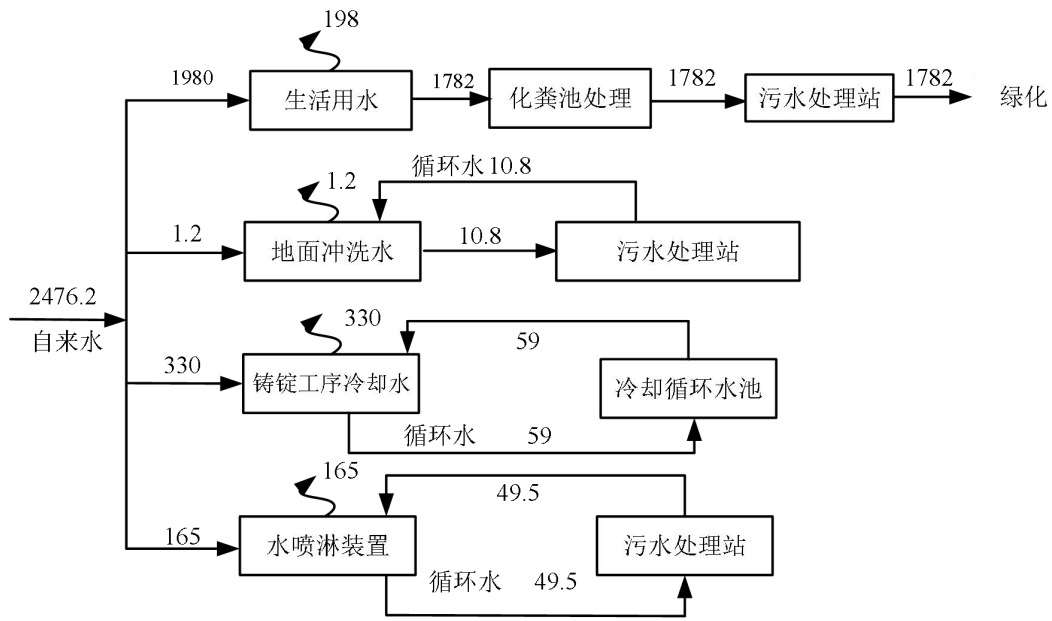 198
1980
生活用水
1782
化粪池处理
1782
污水处理站
1782
绿化
循环水 10.8
1.2
1.2
地面冲洗水
10.8
污水处理站
2476.2
自来水
330
59
330
铸锭工序冷却水
冷却循环水池
循环水 59
165
49.5
165
水喷淋装置
污水处理站
循环水 49.5